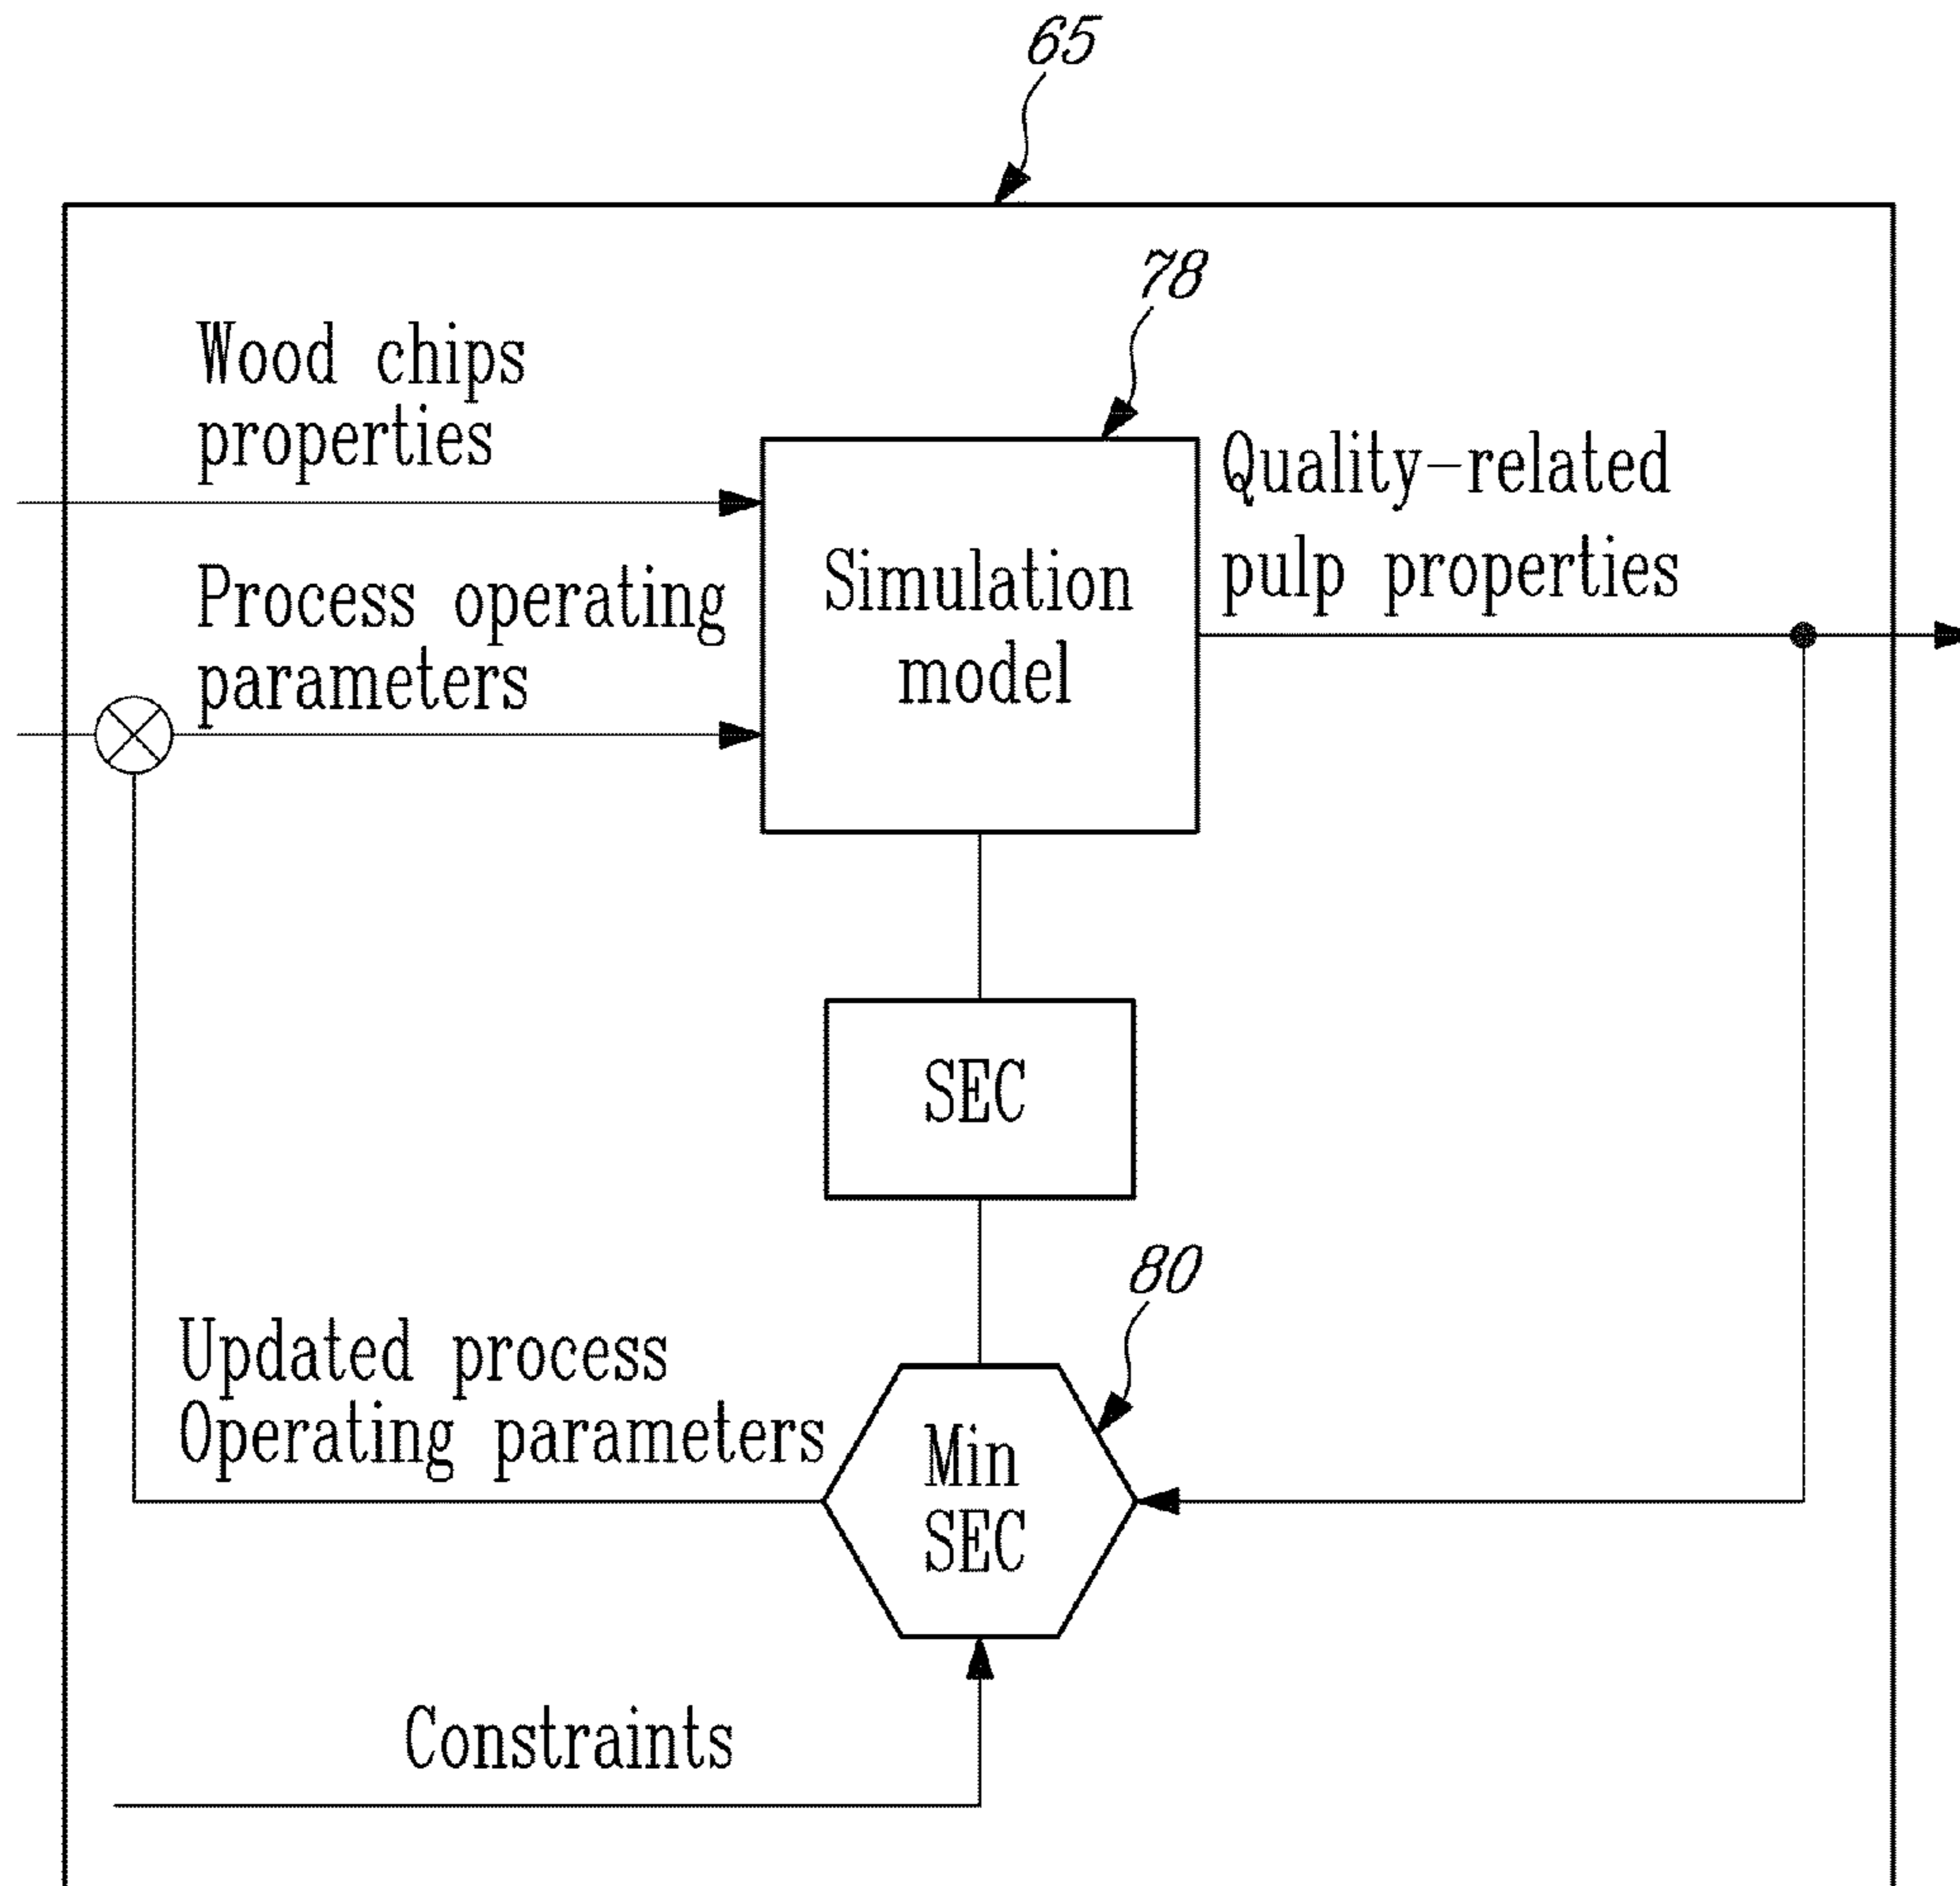 65
78
Wood chips
properties
Quality-related
pulp properties
Process operating
parameters
Simulation
model
SEC
80
Updated process
Operating parameters
Min
SEC
Constraints